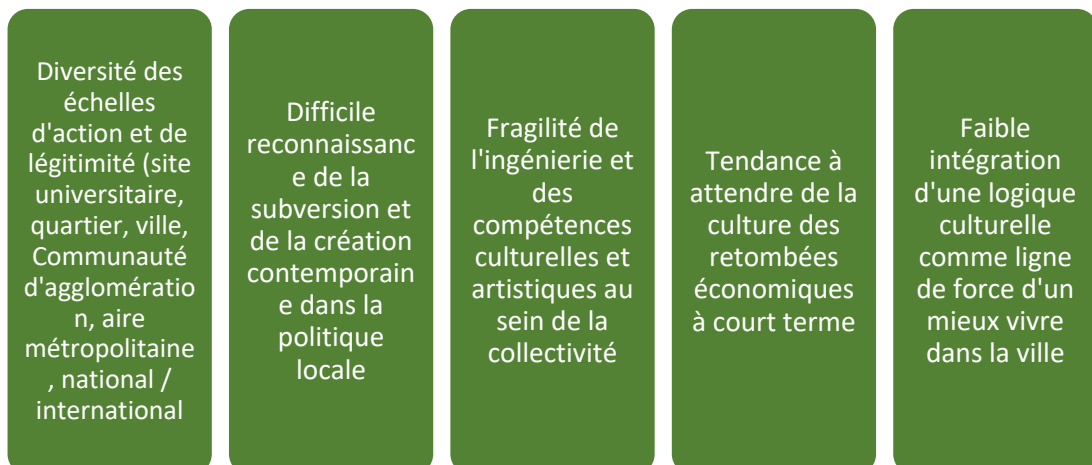 Diversité des
échelles
d'action et de
légitimité (site
universitaire,
quartier, ville,
Communauté
d'agglomératio
n, aire
métropolitaine
, national /
international
Difficile
reconnaissanc
e de la
subversion et
de la création
contemporain
e dans la
politique
locale
Fragilité de
l'ingénierie et
des
compétences
culturelles et
artistiques au
sein de la
collectivité
Tendance à
attendre de la
culture des
retombées
économiques
à court terme
Faible
intégration
d'une logique
culturelle
comme ligne
de force d'un
mieux vivre
dans la ville